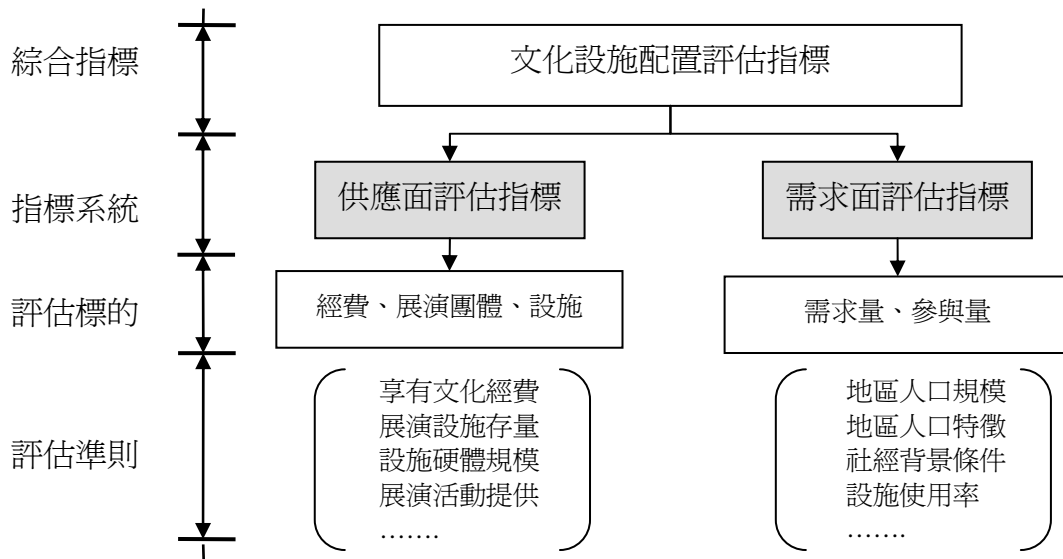 綜合指標
文化設施配置評估指標
指標系統
供應面評估指標
需求面評估指標
評估標的
經費、展演團體、設施
需求量、參與量
評估準則
享有文化經費
展演設施存量
設施硬體規模
展演活動提供
…….
地區人口規模
地區人口特徵
社經背景條件
設施使用率
…….